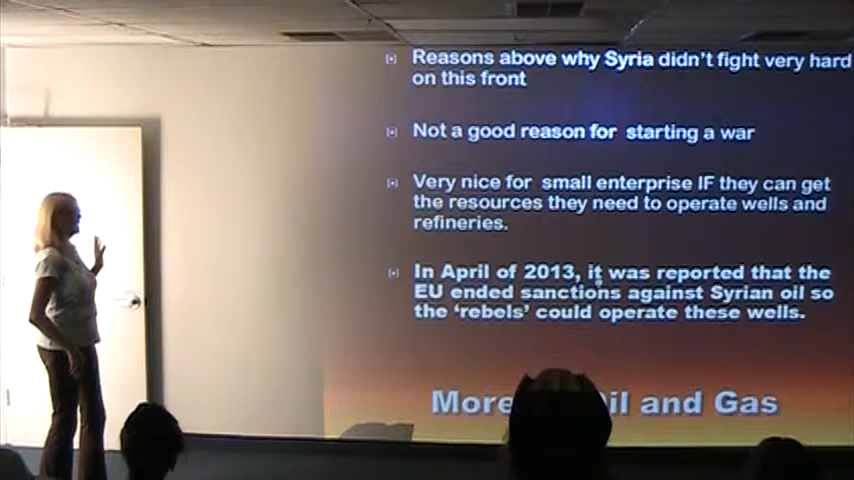 Reasons above why Syria didn't fight very hard
on this front
Not a good reason for starting a war
Very nice for small enterprise IF they can get
the resources they need to operate wells and
refineries.
In April of 2013, it was reported that the
EU ended sanctions against Syrian oil so
the 'rebels' could operate these wells.
More and Gas